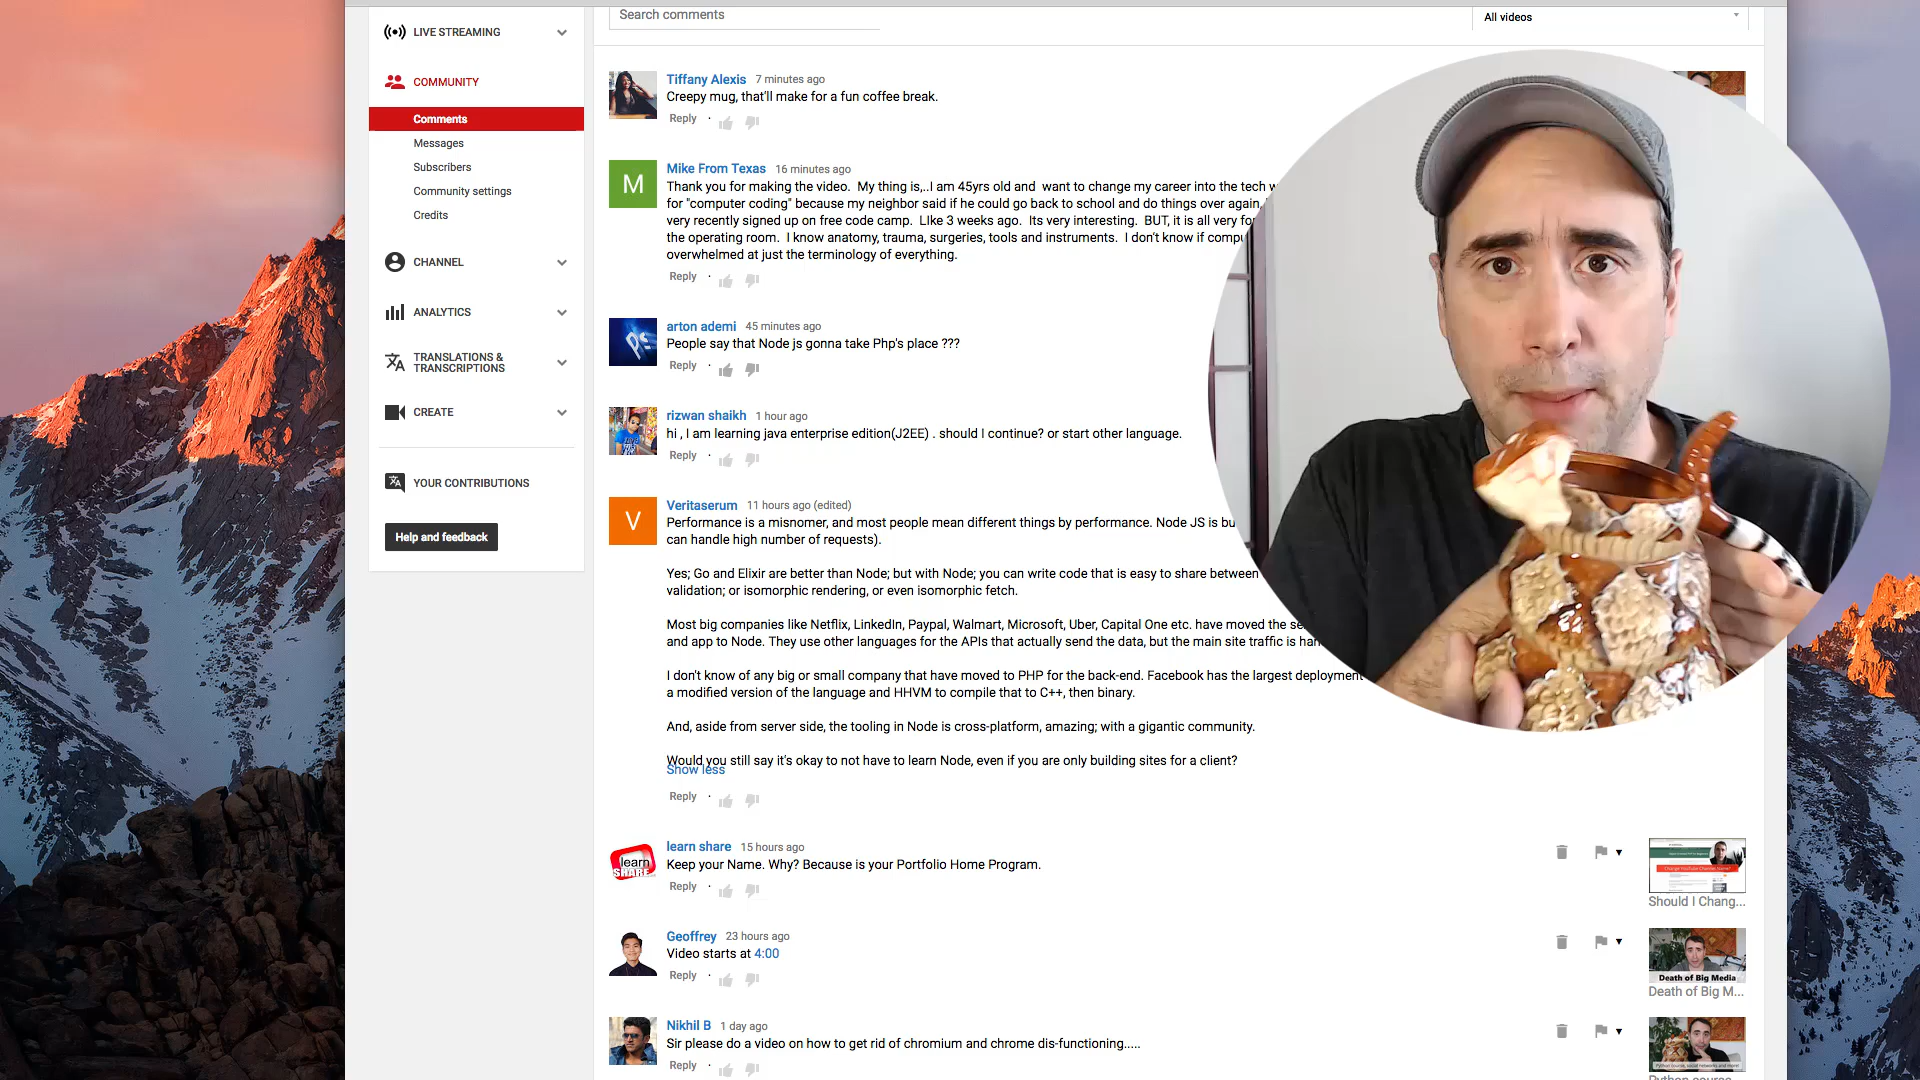 Search comments
All videos
LIVE STREAMING
COMMUNITY
Comments
Messages
Subscribers
Community settings
Credits
CHANNEL
ANALYTICS
TRANSLATIONS &
TRANSCRIPTIONS
CREATE
YOUR CONTRIBUTIONS
Help and feedback
Tiffany Alexis 7 minutes ago
Creepy mug, that'll make for a fun coffee break.
Reply
M
Mike From Texas 16 minutes ago
Thank you for making the video. My thing is,..I am 45yrs old and want to change my career into the tech
for "computer coding" because my neighbor said if he could go back to school and do things over again,
very recently signed up on free code camp. LIke 3 weeks ago. Its very interesting. BUT, it is all very
the operating room. I know anatomy, trauma, surgeries, tools and instruments. I don't know if
overwhelmed at just the terminology of everything.
Reply
Ps
arton ademi 45 minutes ago
People say that Node js gonna take Php's place ???
Reply
rizwan shaikh 1 hour ago
hi , I am learning java enterprise edition(J2EE) . should I continue? or start other language.
Reply
V
Veritaserum 11 hours ago (edited)
Performance is a misnomer, and most people mean different things by performance. Node JS is
can handle high number of requests).
Yes; Go and Elixir are better than Node; but with Node; you can write code that is easy to share between
validation; or isomorphic rendering, or even isomorphic fetch.
Most big companies like Netflix, LinkedIn, Paypal, Walmart, Microsoft, Uber, Capital One etc. have moved the
and app to Node. They use other languages for the APIs that actually send the data, but the main site traffic is
I don't know of any big or small company that have moved to PHP for the back-end. Facebook has the largest deployment
a modified version of the language and HHVM to compile that to C++, then binary.
And, aside from server side, the tooling in Node is cross-platform, amazing; with a gigantic community.
Would you still say it's okay to not have to learn Node, even if you are only building sites for a client?
Show less
Reply
learn
SHARE
learn share 15 hours ago
Keep your Name. Why? Because is your Portfolio Home Program.
Reply
Should I Chang...
Geoffrey 23 hours ago
Video starts at 4:00
Reply
Death of Big Media
Death of Big M...
Nikhil B 1 day ago
Sir please do a video on how to get rid of chromium and chrome dis-functioning.....
Reply
Python course